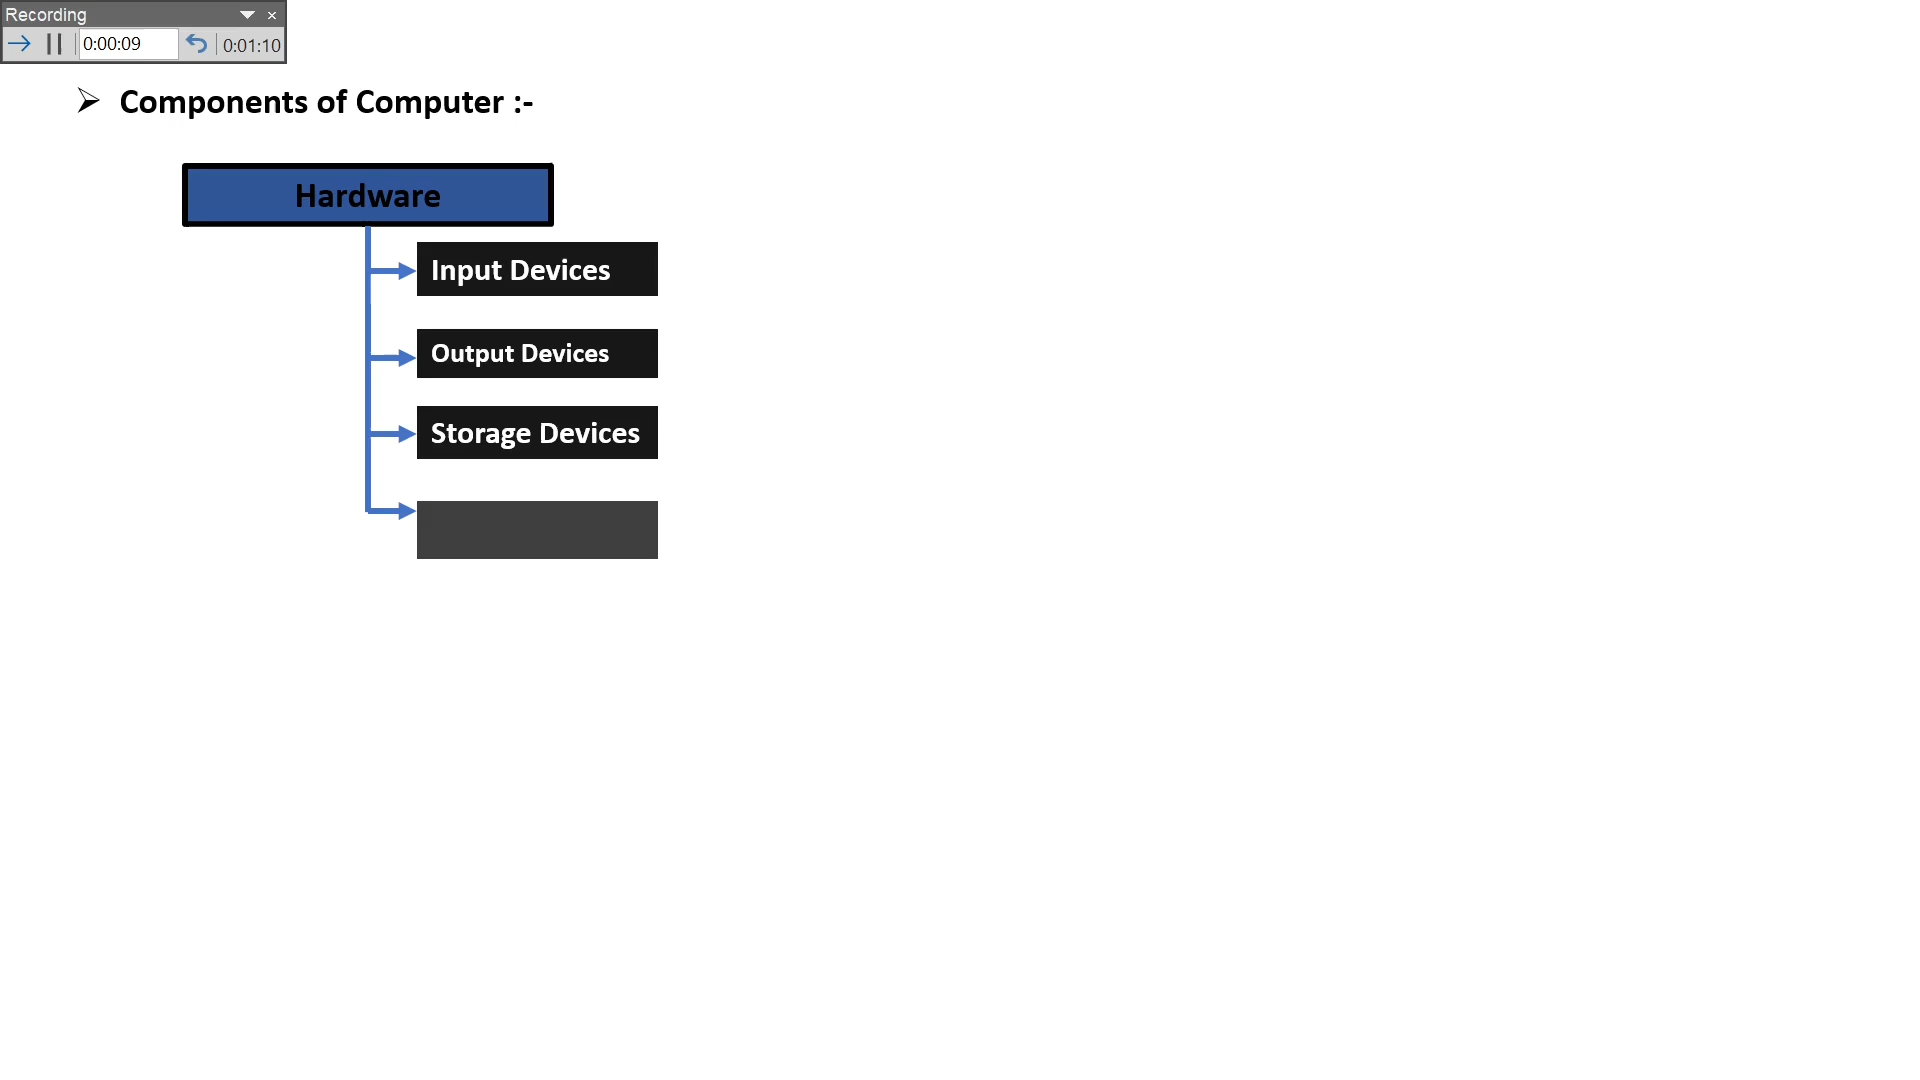 Recording
0:00:09
0:01:10
Components of Computer :-
Hardware
Input Devices
Output Devices
Storage Devices